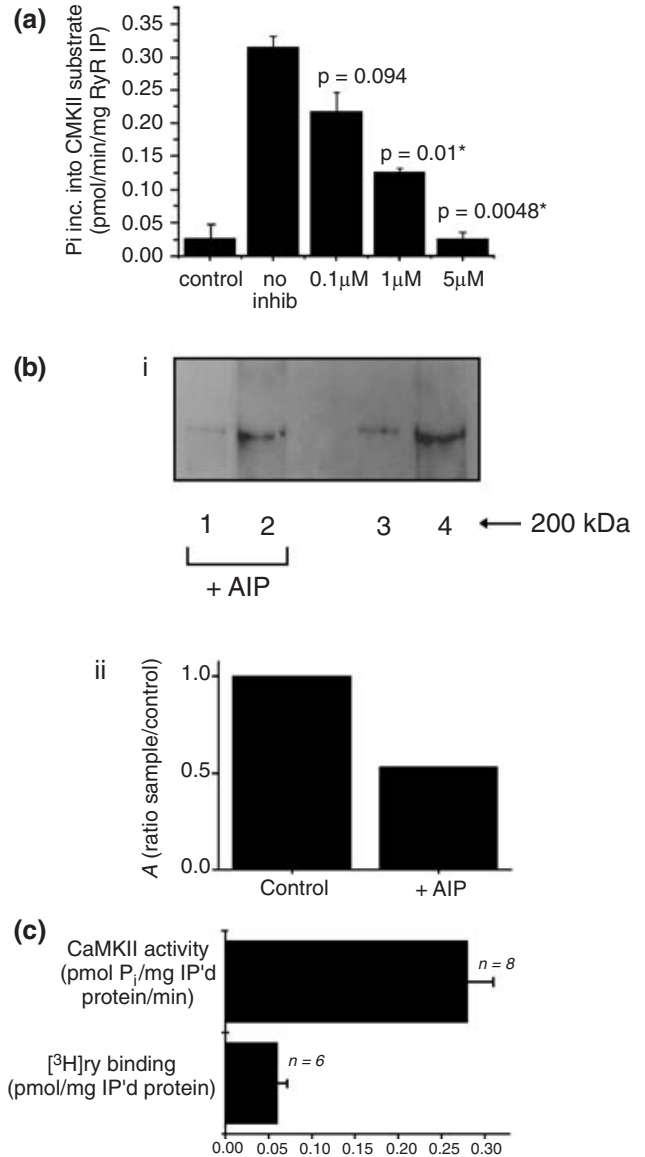 (a)
Pi inc. into CMKII substrate
(pmol/min/mg RyR IP)
0.35
0.30
0.25
0.20
0.15
0.10
0.05
0.00
p = 0.094
p = 0.01*
p = 0.0048*
control
no
inhib
0.1µM
1µM
5µM
(b)
i
1
2
3
4
200 kDa
+ AIP
ii
A (ratio sample/control)
1.0
0.5
0.0
Control
+ AIP
(c)
CaMKII activity
(pmol Pi/mg IP'd
protein/min)
n = 8
[³H]ry binding
(pmol/mg IP'd protein)
n = 6
0.00 0.05 0.10 0.15 0.20 0.25 0.30